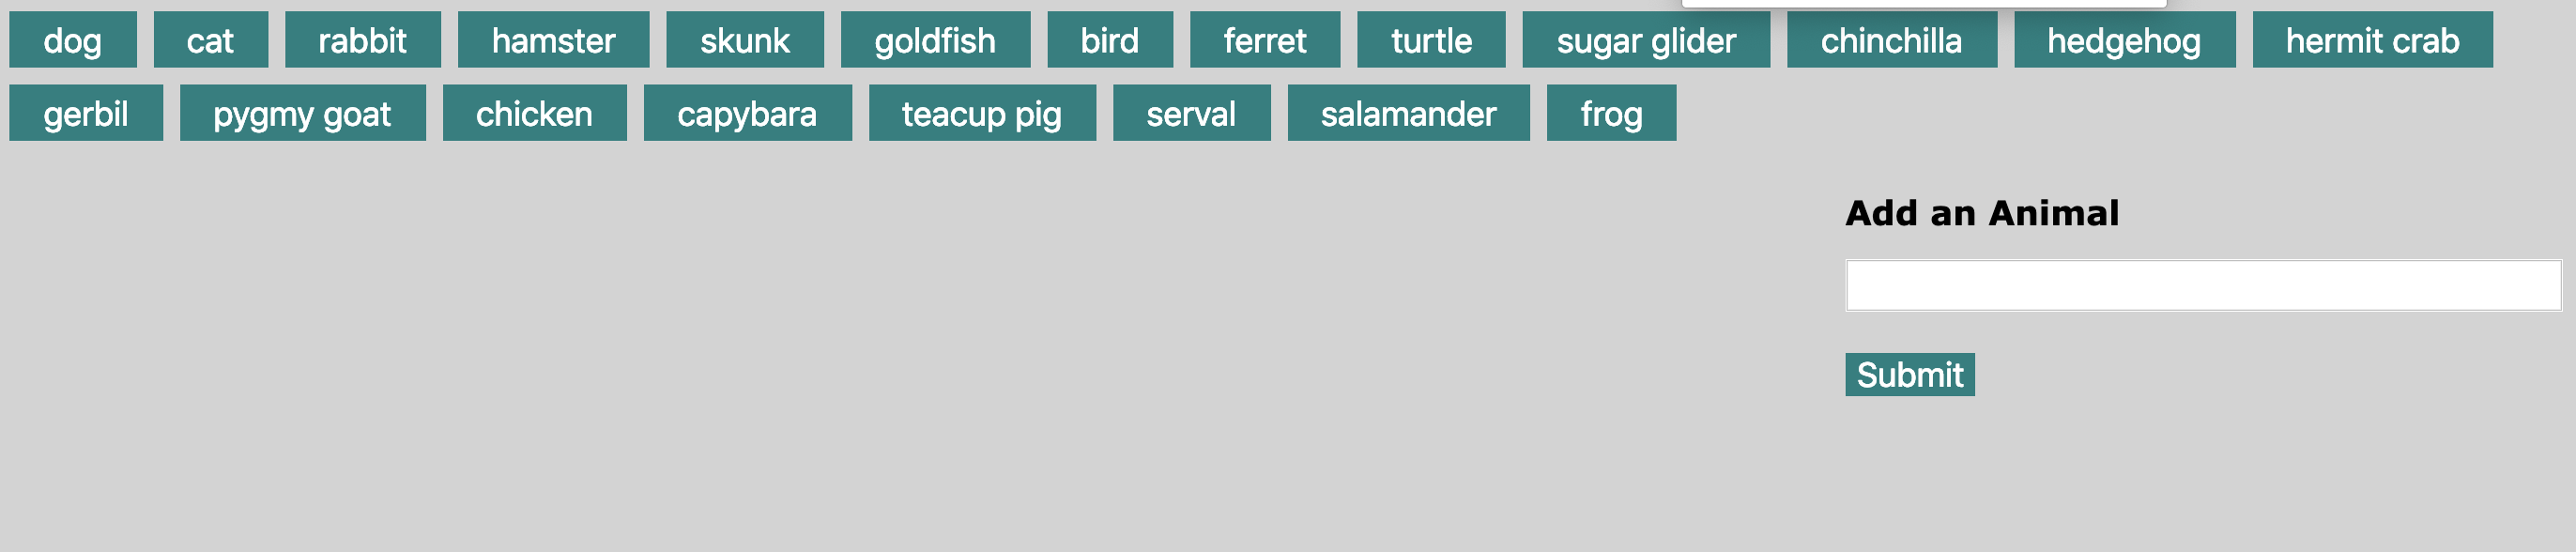 dog cat rabbit hamster skunk goldfish bird ferret turtle sugar glider chinchilla hedgehog hermit crab
gerbil pygmy goat chicken capybara teacup pig serval salamander frog
Add an Animal
Submit